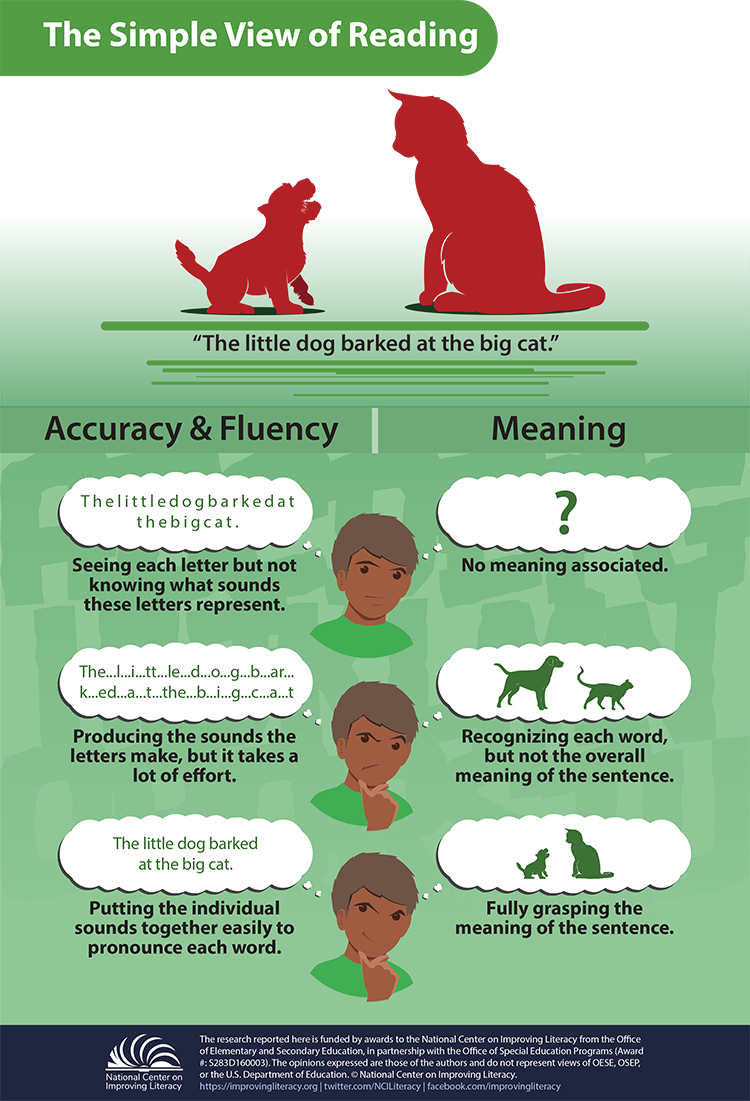 The Simple View of Reading
“The little dog barked at the big cat.”
Accuracy & Fluency
Meaning
T h e l i t t l e d o g b a r k e d a t
t h e b i g c a t .
Seeing each letter but not
knowing what sounds
these letters represent.
?
No meaning associated.
The...l...i...tt...le...d...o...g...b...ar...
k...ed...a...t...the...b...i...g...c...a...t
Producing the sounds the
letters make, but it takes a
lot of effort.
Recognizing each word,
but not the overall
meaning of the sentence.
The little dog barked
at the big cat.
Putting the individual
sounds together easily to
pronounce each word.
Fully grasping the
meaning of the sentence.
National Center on
Improving Literacy
The research reported here is funded by awards to the National Center on Improving Literacy from the Office
of Elementary and Secondary Education, in partnership with the Office of Special Education Programs (Award
#: S283D160003). The opinions expressed are those of the authors and do not represent views of OESE, OSEP,
or the U.S. Department of Education. © National Center on Improving Literacy.
https://improvingliteracy.org | twitter.com/NCILiteracy | facebook.com/improvingliteracy